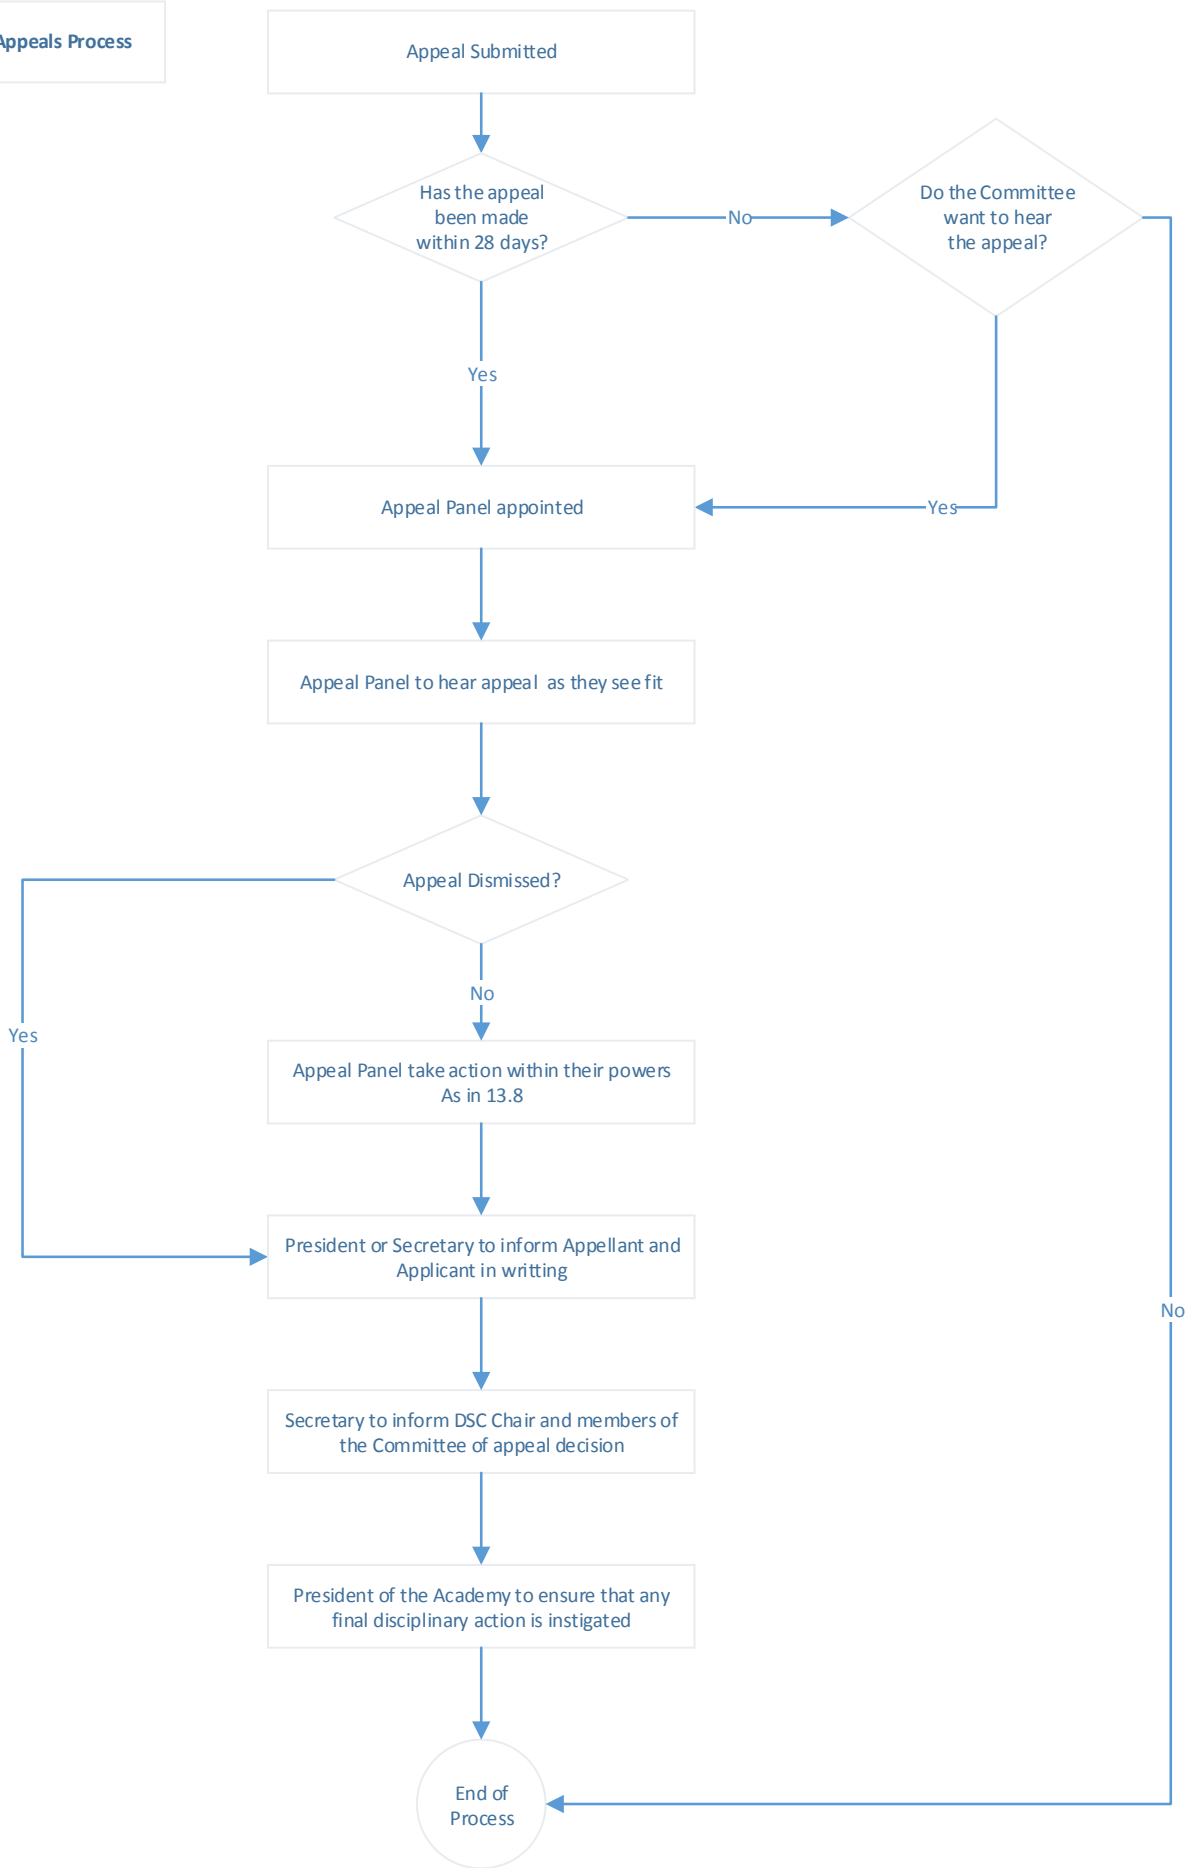 Appeals Process
Appeal Submitted
Has the appeal
been made
within 28 days?
No
Do the Committee
want to hear
the appeal?
Yes
Appeal Panel appointed
Yes
Appeal Panel to hear appeal as they see fit
Appeal Dismissed?
No
Yes
Appeal Panel take action within their powers
As in 13.8
President or Secretary to inform Appellant and
Applicant in writting
No
Secretary to inform DSC Chair and members of
the Committee of appeal decision
President of the Academy to ensure that any
final disciplinary action is instigated
End of
Process